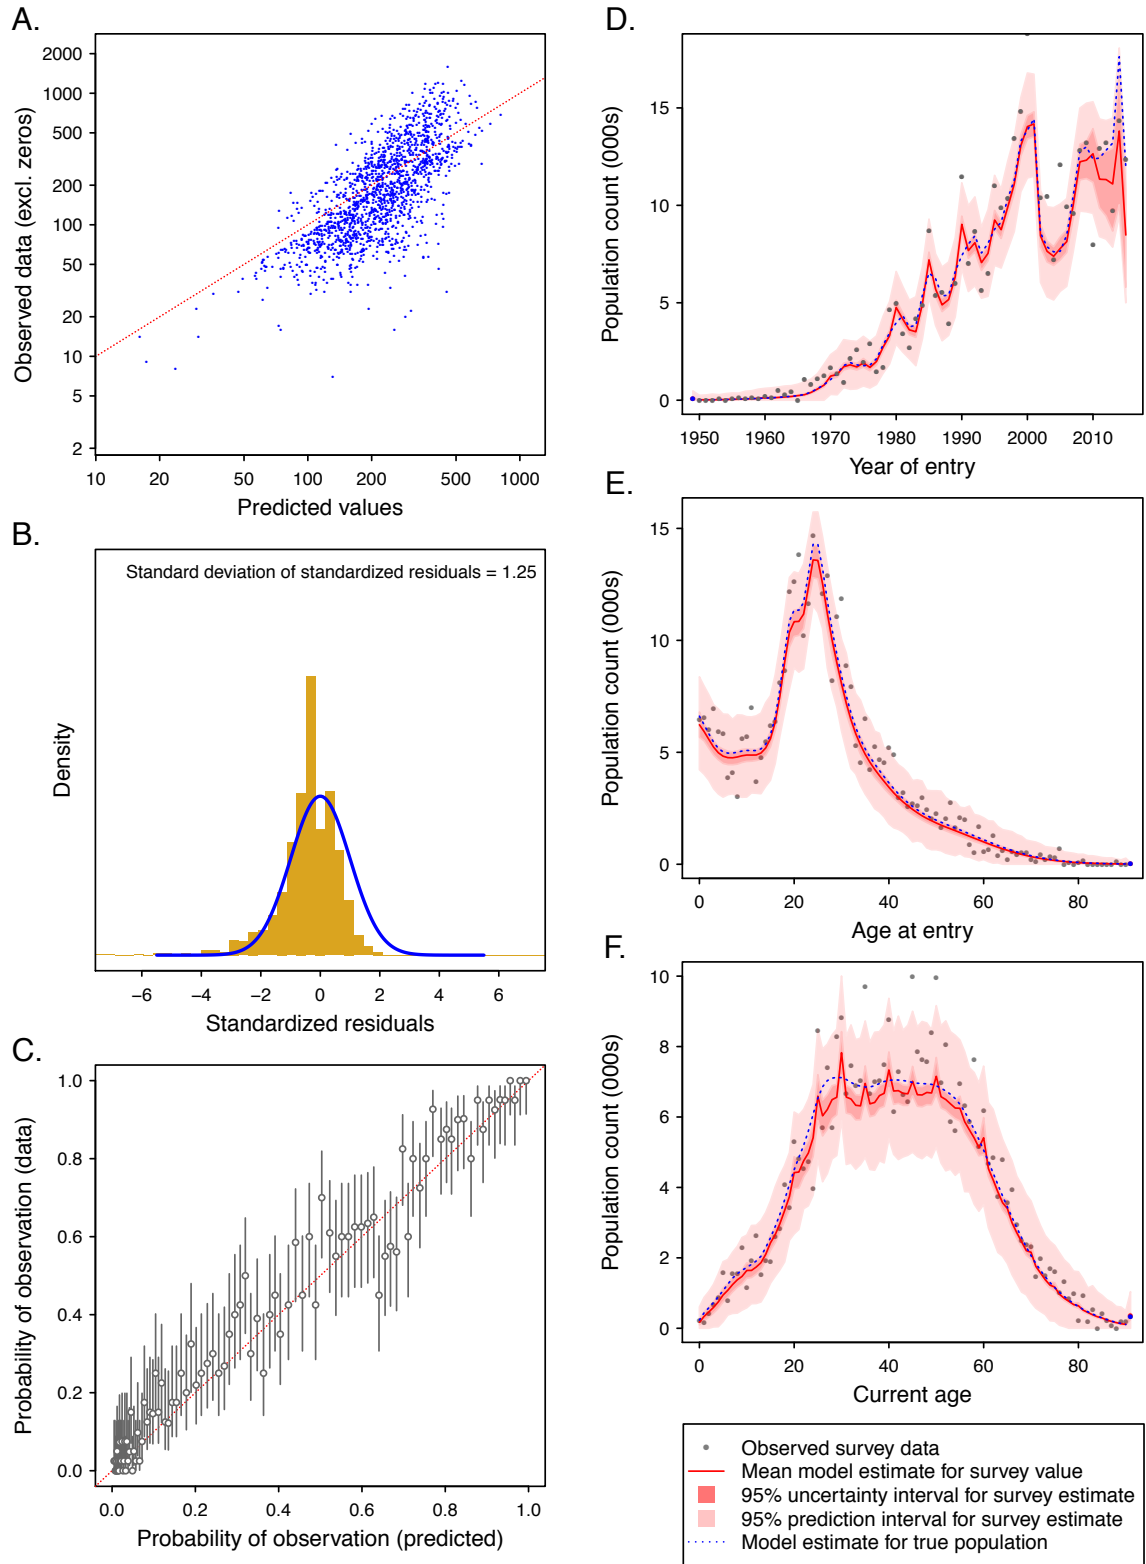 A.
2000
1000
500
200
100
50
20
10
5
2
10 20 50 100 200 500 1000
Observed data (excl. zeros)
Predicted values
B.
Standard deviation of standardized residuals = 1.25
Density
−6 −4 −2 0 2 4 6
Standardized residuals
C.
1.0
0.8
0.6
0.4
0.2
0.0
0.0 0.2 0.4 0.6 0.8 1.0
Probability of observation (data)
Probability of observation (predicted)
D.
15
10
5
0
1950 1960 1970 1980 1990 2000 2010
Population count (000s)
Year of entry
E.
15
10
5
0
0 20 40 60 80
Population count (000s)
Age at entry
F.
10
8
6
4
2
0
0 20 40 60 80
Population count (000s)
Current age
Observed survey data
Mean model estimate for survey value
95% uncertainty interval for survey estimate
95% prediction interval for survey estimate
Model estimate for true population